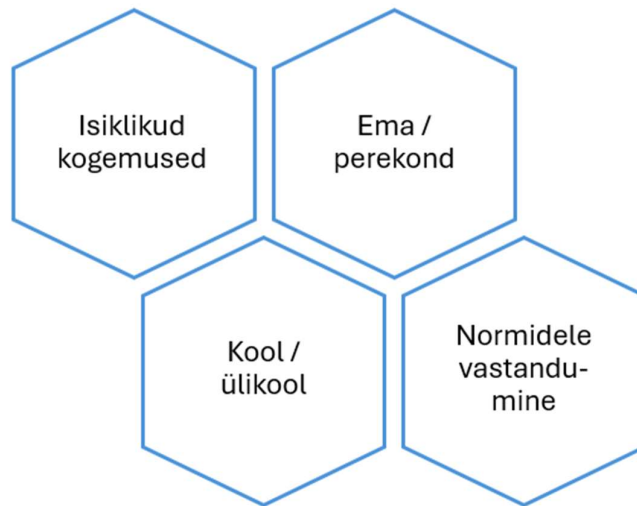 Isiklikud
kogemused
Ema /
perekond
Kool /
ülikool
Normidele
vastandu-
mine